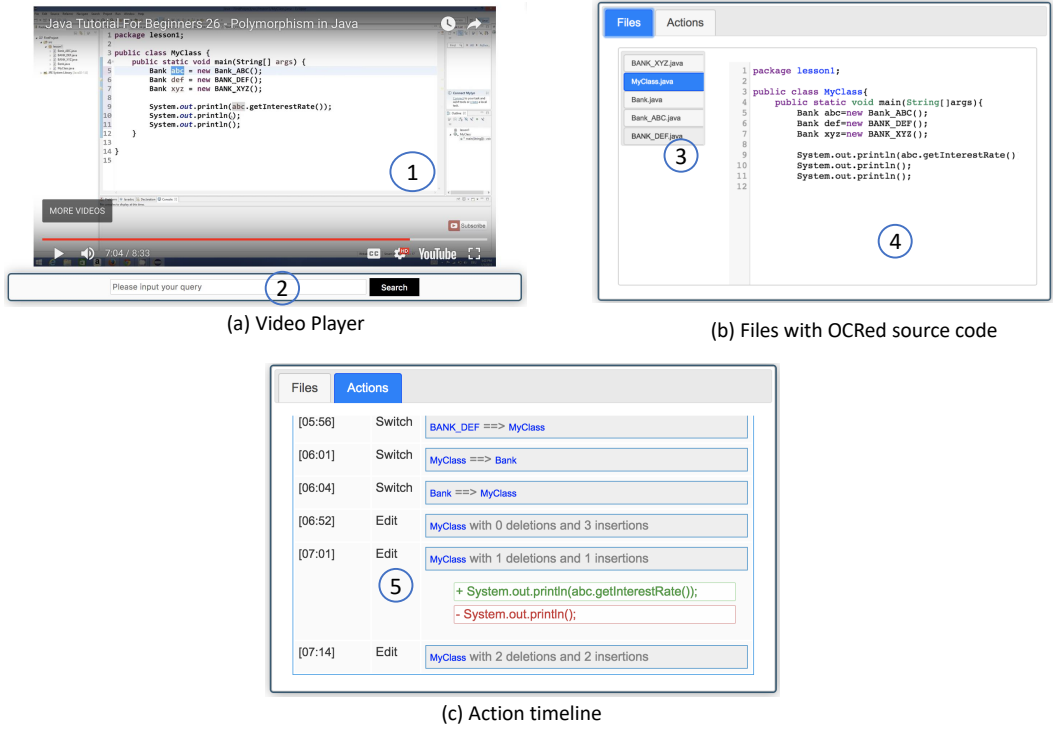 Java Tutorial For Beginners 26 - Polymorphism in Java
1 package lesson1;
2
3 public class MyClass {
4 public static void main(String[] args) {
5 Bank abc = new Bank_ABC();
6 Bank def = new BANK_DEF();
7 Bank xyz = new BANK_XYZ();
8
9 System.out.println(abc.getInterestRate());
10 System.out.println();
11 System.out.println();
12 }
13
14 }
15
1
MORE VIDEOS
Subscribe
7:04 / 8:33
CC
HD
YouTube
Please input your query
2
Search
(a) Video Player
Files
Actions
BANK_XYZ.java
MyClass.java
Bank.java
Bank_ABC.java
BANK_DEF.java
3
1 package lesson1;
2
3 public class MyClass{
4 public static void main(String[]args){
5 Bank abc=new Bank_ABC();
6 Bank def=new BANK_DEF();
7 Bank xyz=new BANK_XYZ();
8
9 System.out.println(abc.getInterestRate()
10 System.out.println();
11 System.out.println();
12
4
(b) Files with OCRed source code
Files
Actions
[05:56] Switch BANK_DEF ==> MyClass
[06:01] Switch MyClass ==> Bank
[06:04] Switch Bank ==> MyClass
[06:52] Edit MyClass with 0 deletions and 3 insertions
[07:01] Edit MyClass with 1 deletions and 1 insertions
5
+ System.out.println(abc.getInterestRate());
- System.out.println();
[07:14] Edit MyClass with 2 deletions and 2 insertions
(c) Action timeline